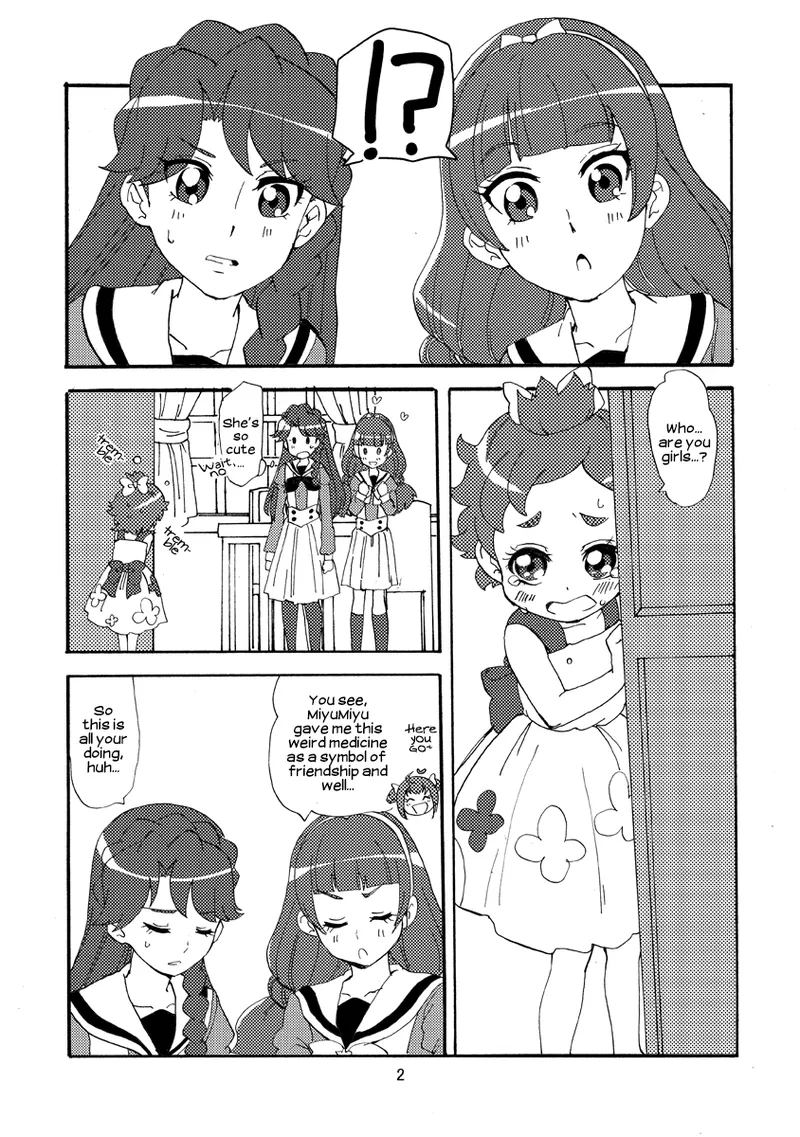 !?
Who...
are you
girls...?
She's
so
cute
Wait,
no....
trem-
ble
trem-
ble
You see,
MiyuMiyu
gave me this
weird medicine
as a symbol of
friendship and
well...
Here
you
GO~
So
this is
all your
doing,
huh...
2